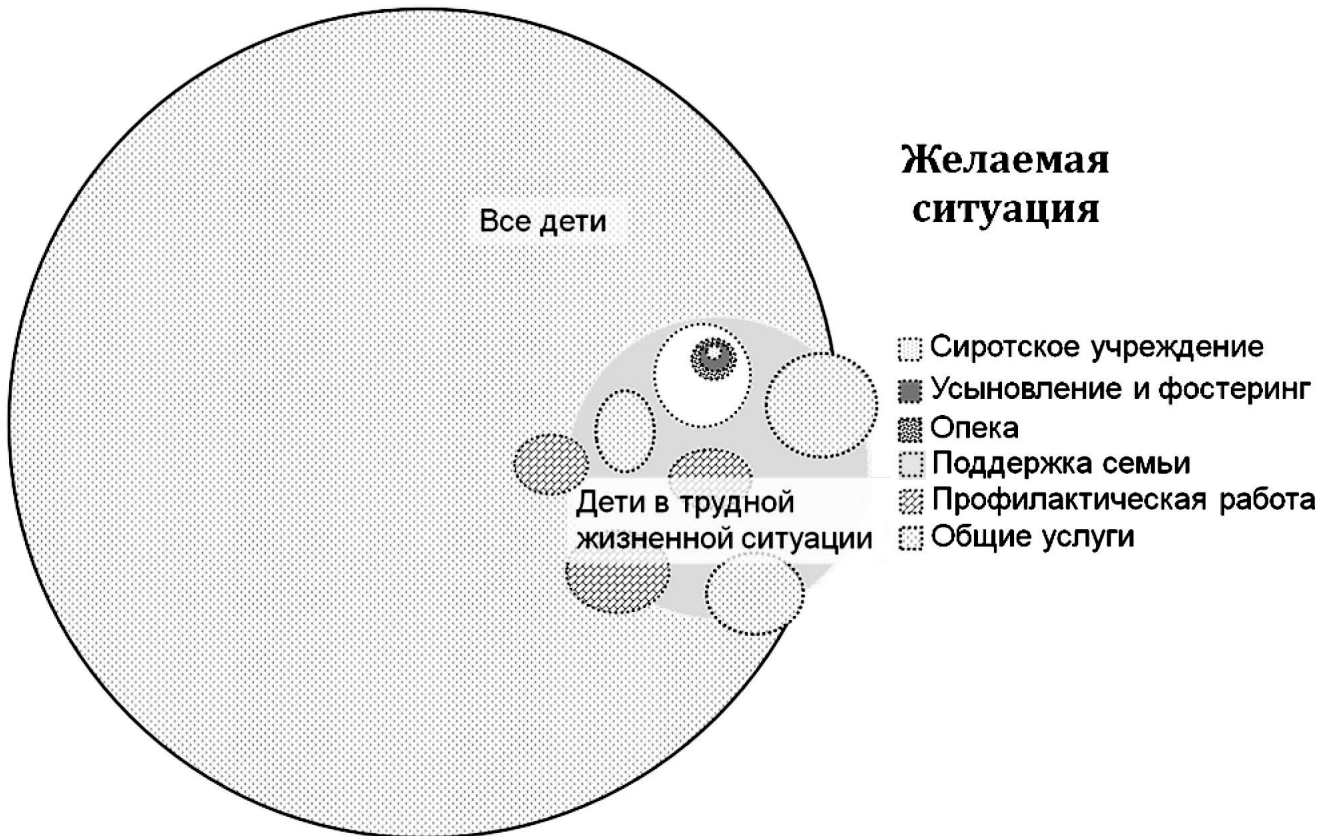 Желаемая
ситуация
Все дети
Сиротское учреждение
Усыновление и фостеринг
Опека
Поддержка семьи
Профилактическая работа
Общие услуги
Дети в трудной
жизненной ситуации